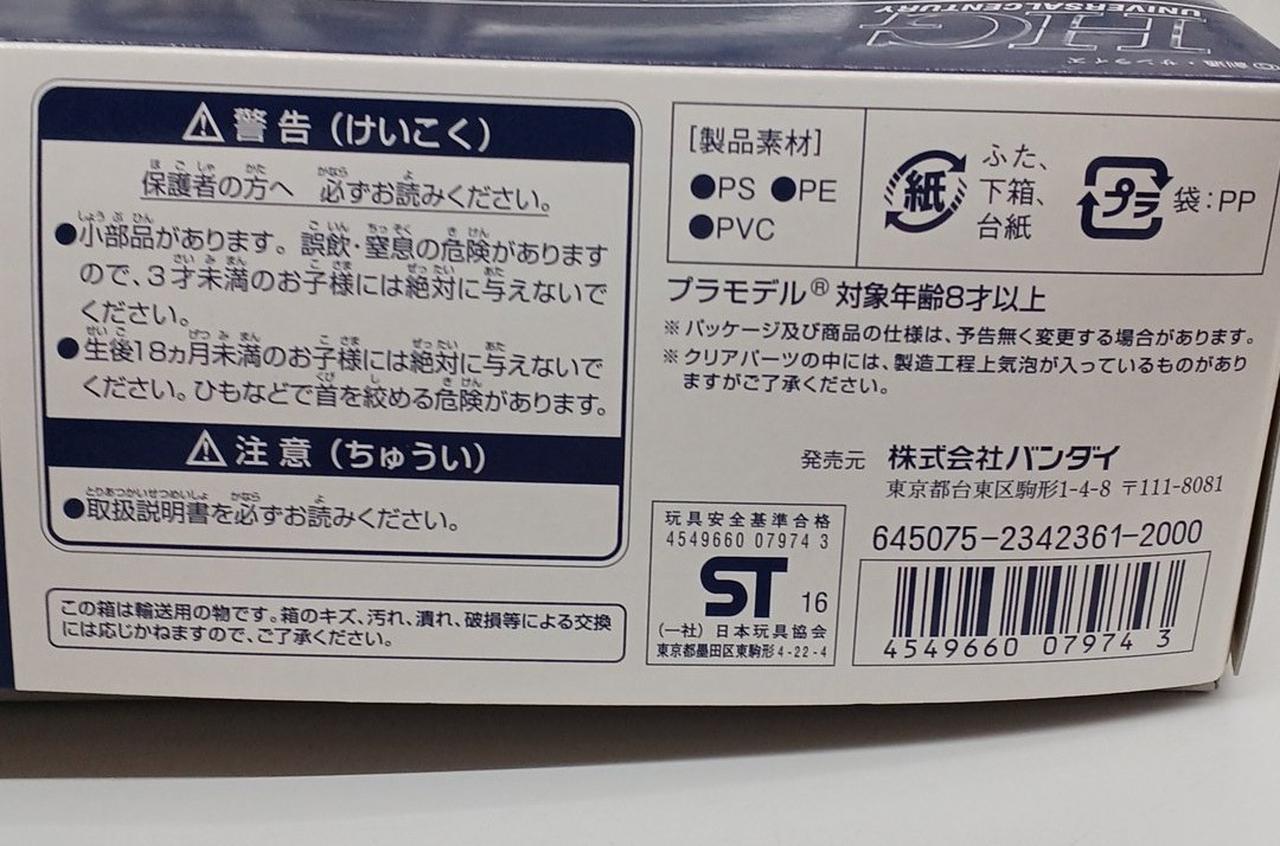 UNIVERSAL CENTURY
HG
©創通・サンライズ
警告（けいこく）
保護者の方へ 必ずお読みください。
●小部品があります。誤飲・窒息の危険があります
ので、3才未満のお子様には絶対に与えないで
ください。
●生後18ヵ月未満のお子様には絶対に与えないで
ください。ひもなどで首を絞める危険があります。
注意（ちゅうい）
●取扱説明書を必ずお読みください。
この箱は輸送用の物です。箱のキズ、汚れ、潰れ、破損等による交換
には応じかねますので、ご了承ください。
[製品素材]
●PS ●PE
●PVC
紙
ふた、
下箱、
台紙
プラ
袋：PP
プラモデル®対象年齢8才以上
※パッケージ及び商品の仕様は、予告無く変更する場合があります。
※クリアパーツの中には、製造工程上気泡が入っているものがあり
ますがご了承ください。
発売元 株式会社バンダイ
東京都台東区駒形1-4-8 〒111-8081
玩具安全基準合格
4549660 07974 3
ST 16
(一社) 日本玩具協会
東京都墨田区東駒形4-22-4
645075-2342361-2000
4549660 07974 3